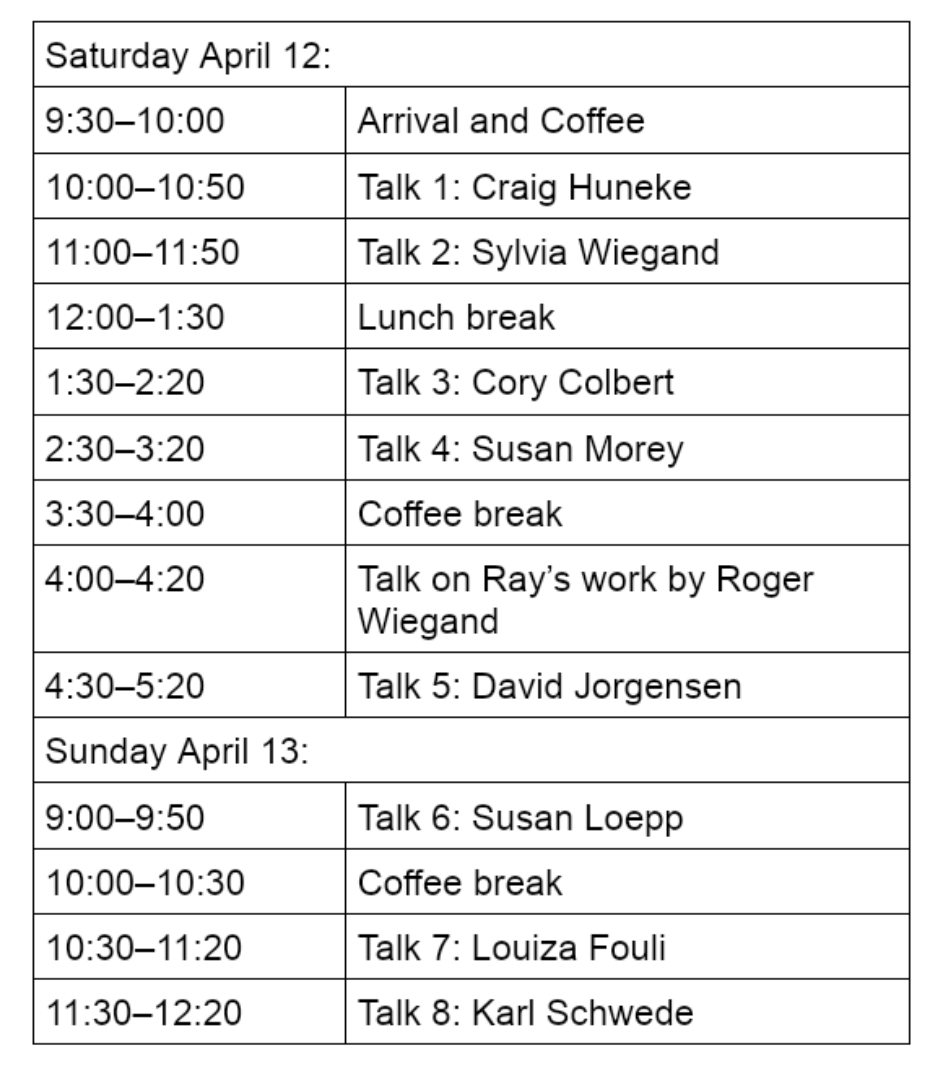 Saturday April 12:
9:30–10:00 Arrival and Coffee
10:00–10:50 Talk 1: Craig Huneke
11:00–11:50 Talk 2: Sylvia Wiegand
12:00–1:30 Lunch break
1:30–2:20 Talk 3: Cory Colbert
2:30–3:20 Talk 4: Susan Morey
3:30–4:00 Coffee break
4:00–4:20 Talk on Ray’s work by Roger
Wiegand
4:30–5:20 Talk 5: David Jorgensen
Sunday April 13:
9:00–9:50 Talk 6: Susan Loepp
10:00–10:30 Coffee break
10:30–11:20 Talk 7: Louiza Fouli
11:30–12:20 Talk 8: Karl Schwede